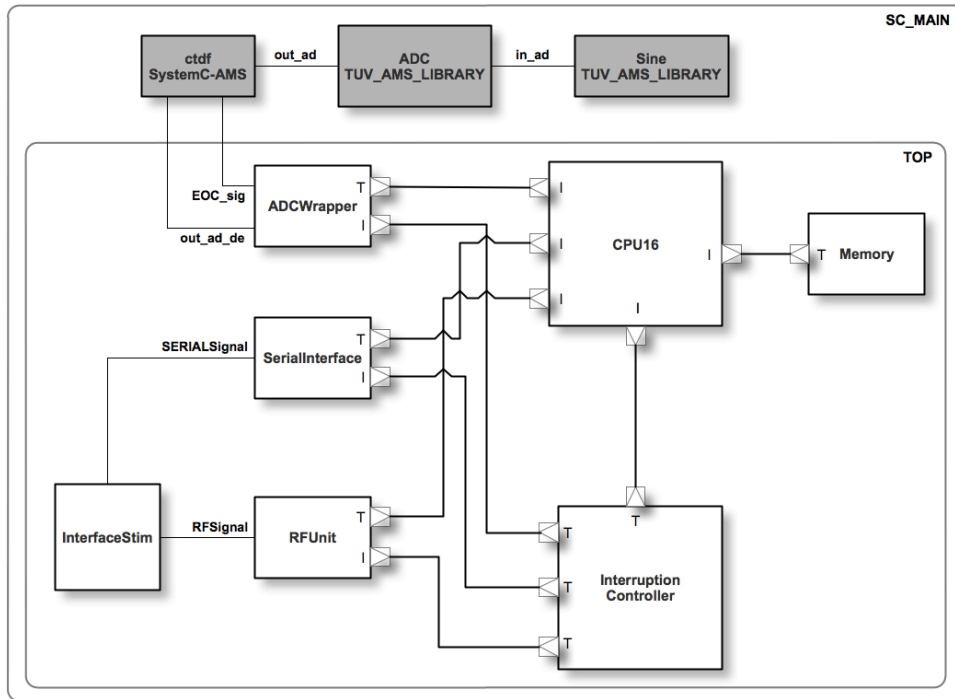 SC_MAIN
ctdf
SystemC-AMS
out_ad
ADC
TUV_AMS_LIBRARY
in_ad
Sine
TUV_AMS_LIBRARY
TOP
EOC_sig
out_ad_de
ADCWrapper
T
I
I
I
I
CPU16
I
I
T
Memory
SERIALSignal
SerialInterface
T
I
InterfaceStim
RFSignal
RFUnit
T
I
T
T
T
T
Interruption
Controller